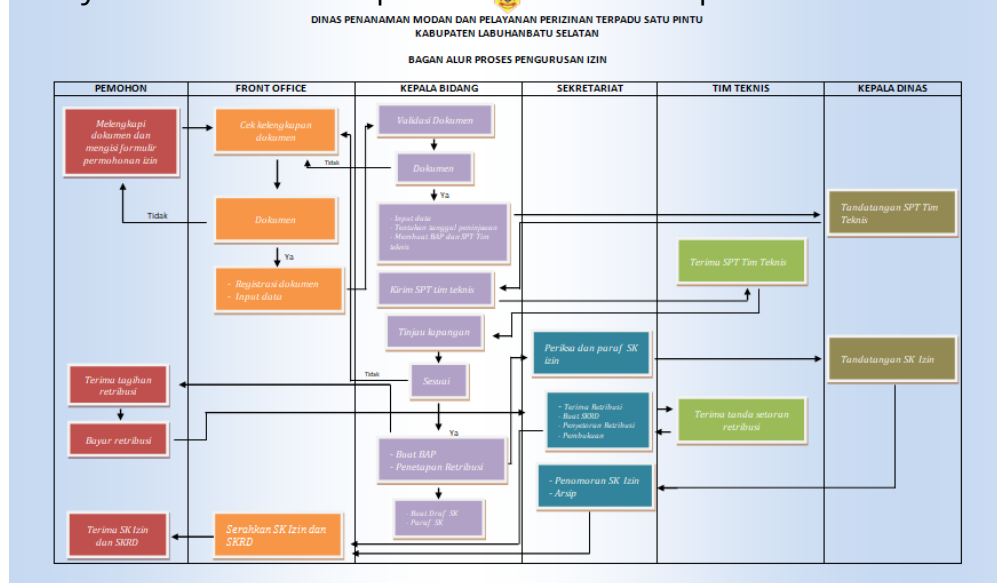 DINAS PENANAMAN MODAN DAN PELAYANAN PERIZINAN TERPADU SATU PINTU
KABUPATEN LABUHANBATU SELATAN
BAGAN ALUR PROSES PENGURUSAN IZIN
PEMOHON
FRONT OFFICE
KEPALA BIDANG
SEKRETARIAT
TIM TEKNIS
KEPALA DINAS
Melengkapi
dokumen dan
mengisi formulir
permohonan izin
Cek kelengkapan
dokumen
Validasi Dokumen
Tidak
Dokumen
Ya
Tidak
Dokumen
Ya
- Input data
- Tentukan tanggal peninjauan
- Membuat BAP dan SPT Tim
teknis
Tandatangan SPT Tim
Teknis
Terima SPT Tim Teknis
- Registrasi dokumen
- Input data
Kirim SPT tim teknis
Tinjau lapangan
Periksa dan paraf SK
izin
Tandatangan SK Izin
Tidak
Sesuai
Terima tagihan
retribusi
Ya
- Terima Retribusi
- Buat SKRD
- Penyetoran Retribusi
- Pembukuan
Terima tanda setoran
retribusi
Bayar retribusi
- Buat BAP
- Penetapan Retribusi
- Penomoran SK Izin
- Arsip
- Buat Draf SK
- Paraf SK
Terima SK Izin
dan SKRD
Serahkan SK Izin dan
SKRD